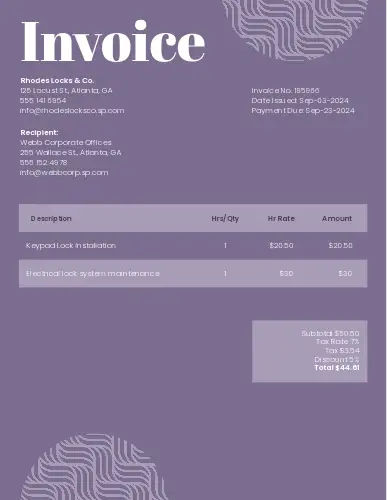 Invoice
Rhodes Locks & Co.
125 Locust St., Atlanta, GA
555 141 6954
info@rhodeslocksco.sp.com
Invoice No. 195966
Date Issued: Sep-03-2024
Payment Due: Sep-23-2024
Recipient:
Webb Corporate Offices
255 Wallace St., Atlanta, GA
555 152 4978
info@webbcorp.sp.com
Description Hrs/Qty Hr Rate Amount
Keypad Lock Installation 1 $20.50 $20.50
Electrical lock system maintenance 1 $30 $30
Subtotal $50.50
Tax Rate 7%
Tax $3.54
Discount 5%
Total $44.61